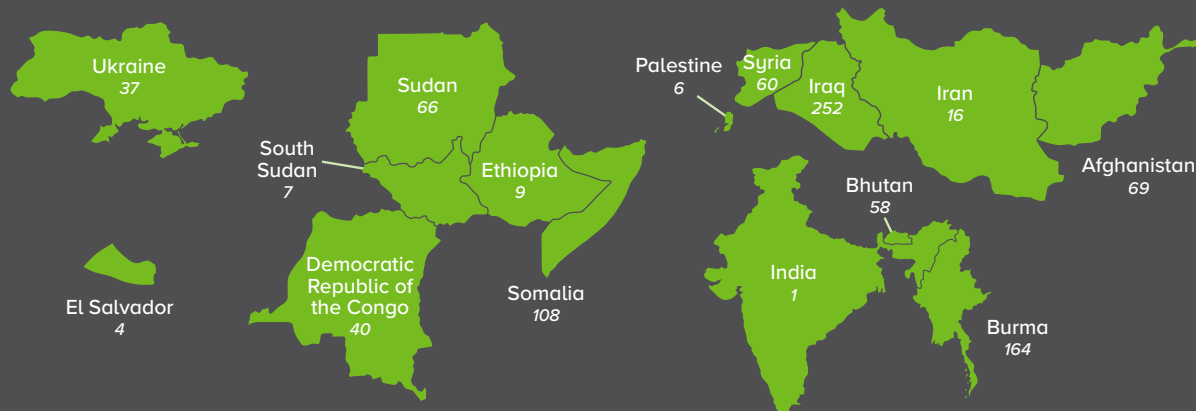 Ukraine
37
Sudan
66
South
Sudan
7
Ethiopia
9
El Salvador
4
Democratic
Republic of
the Congo
40
Somalia
108
Palestine
6
Syria
60
Iraq
252
Iran
16
Afghanistan
69
Bhutan
58
India
1
Burma
164